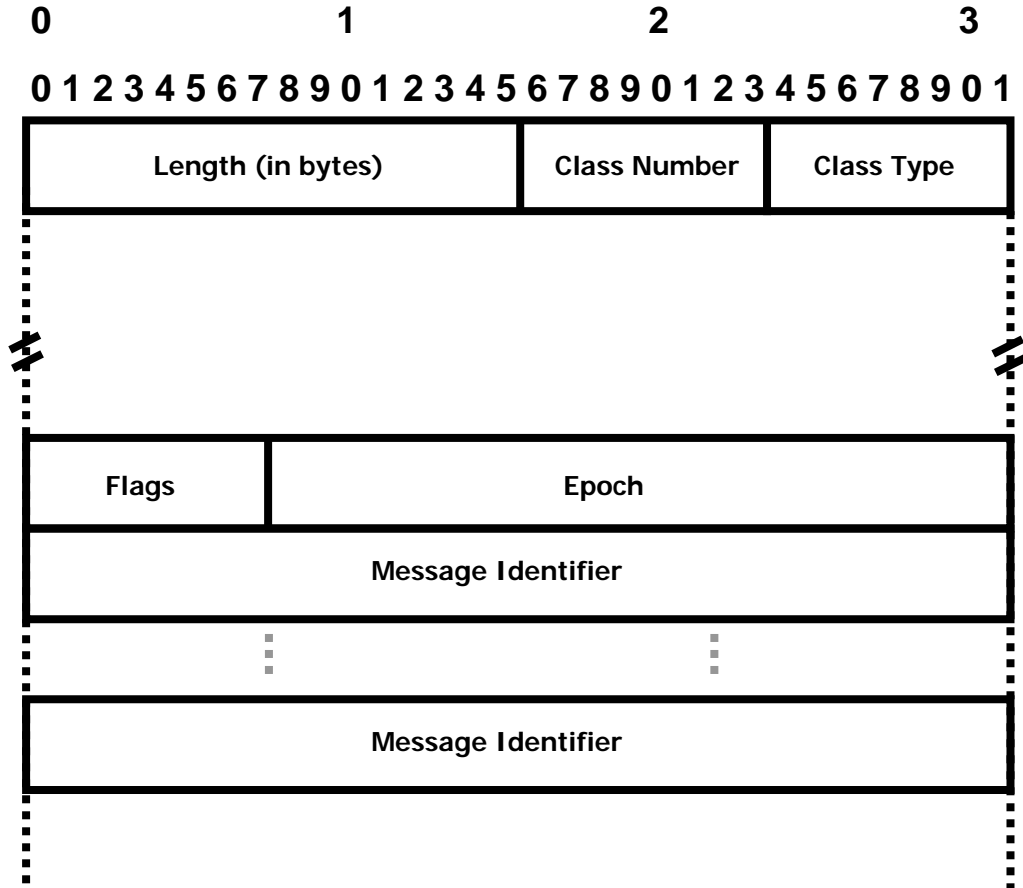 0 1 2 3
0 1 2 3 4 5 6 7 8 9 0 1 2 3 4 5 6 7 8 9 0 1 2 3 4 5 6 7 8 9 0 1
Length (in bytes) Class Number Class Type
Flags Epoch
Message Identifier
Message Identifier